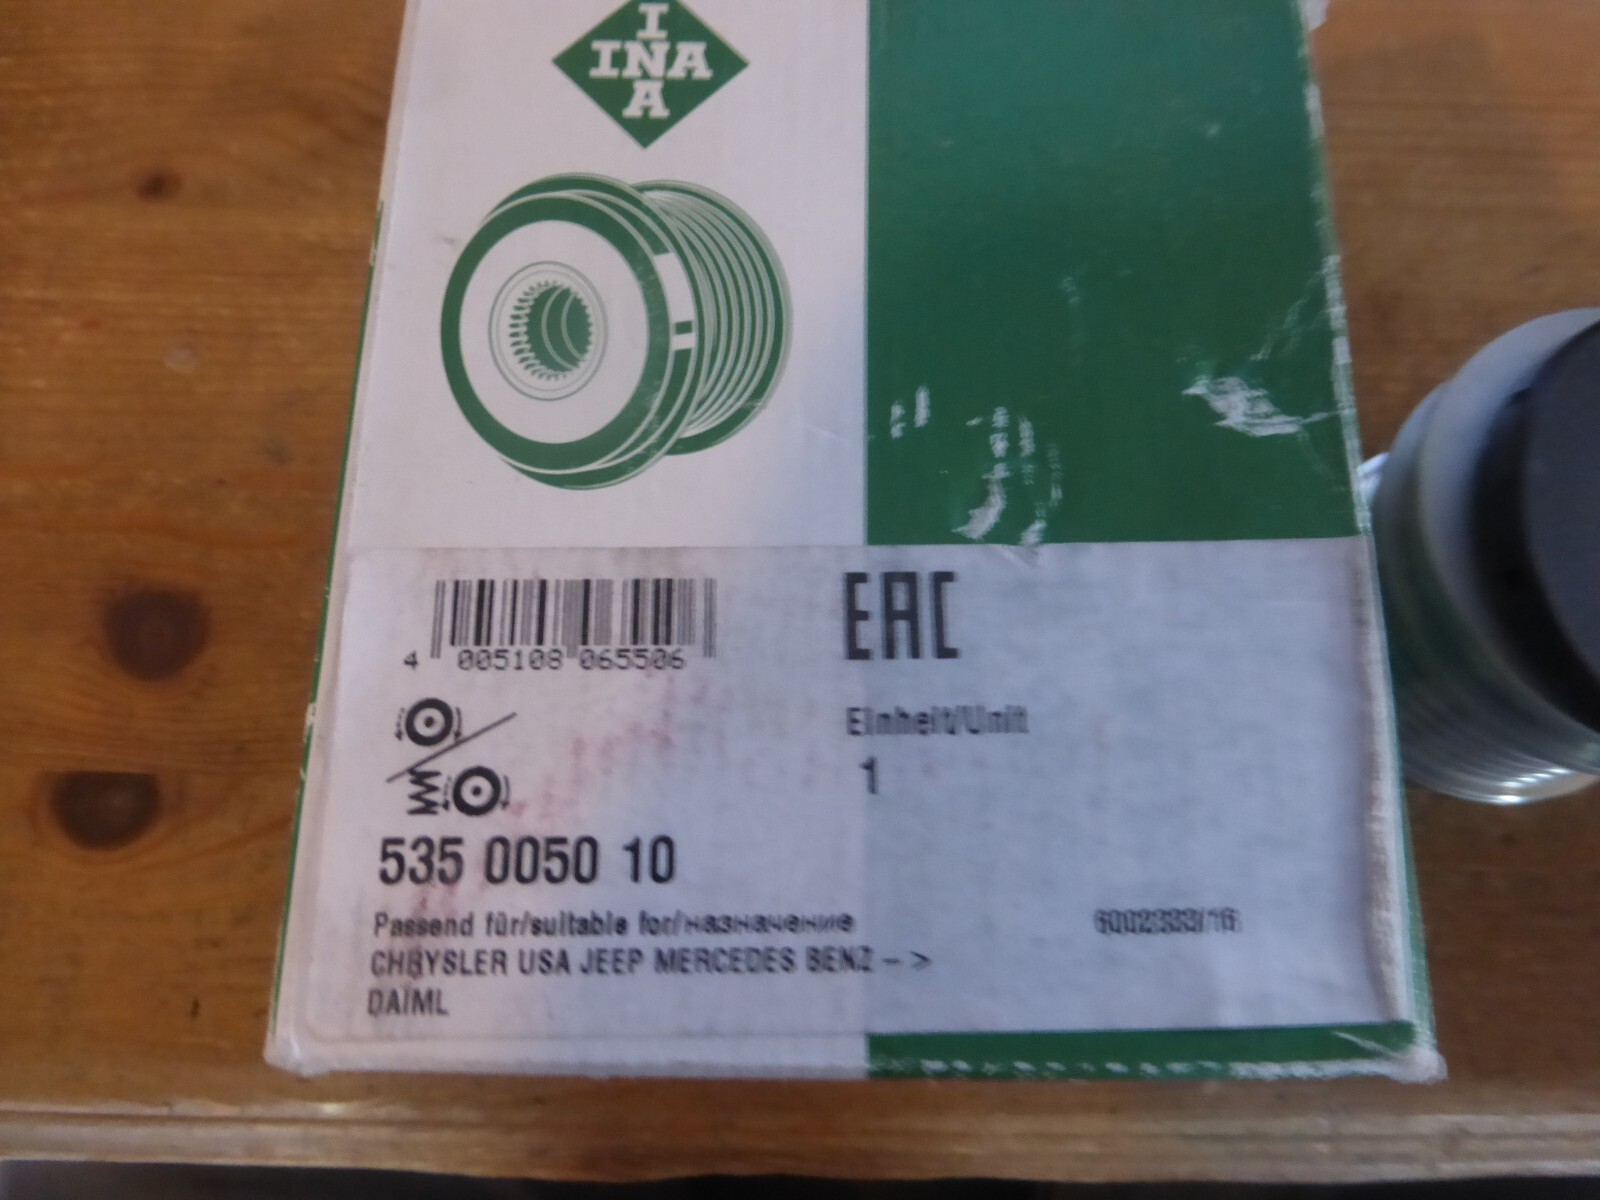 INA
INA
EAC
4 005108 065506
Einheit/Unit
1
535 0050 10
Passend für/suitable for/назначение
6002333/16
CHRYSLER USA JEEP MERCEDES BENZ - >
DAIML